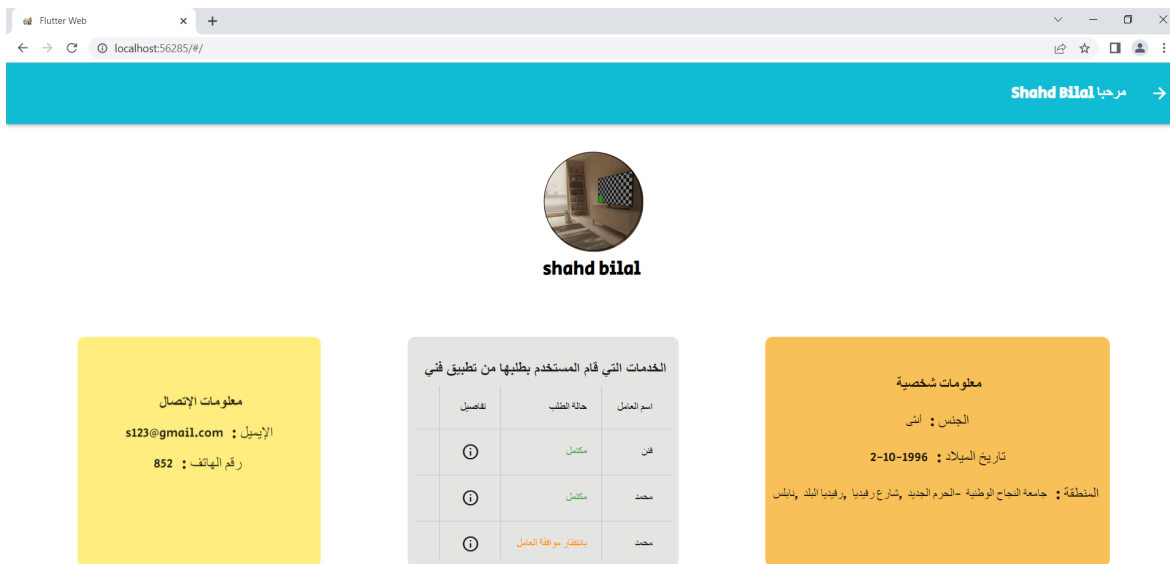 Flutter Web
localhost:56285/#/
مرحبا Shahd Bilal
shahd bilal
معلومات شخصية
الجنس : أنثى
تاريخ الميلاد : 1996-10-2
المنطقة : جامعة النجاح الوطنية -الحرم الجديد ,شارع رفيديا ,رفيديا البلد ,نابلس
الخدمات التي قام المستخدم بطلبها من تطبيق فني
اسم العامل حالة الطلب تفاصيل
فتن مكتمل
محمد مكتمل
محمد بانتظار موافقة العامل
معلومات الإتصال
الإيميل : s123@gmail.com
رقم الهاتف : 852